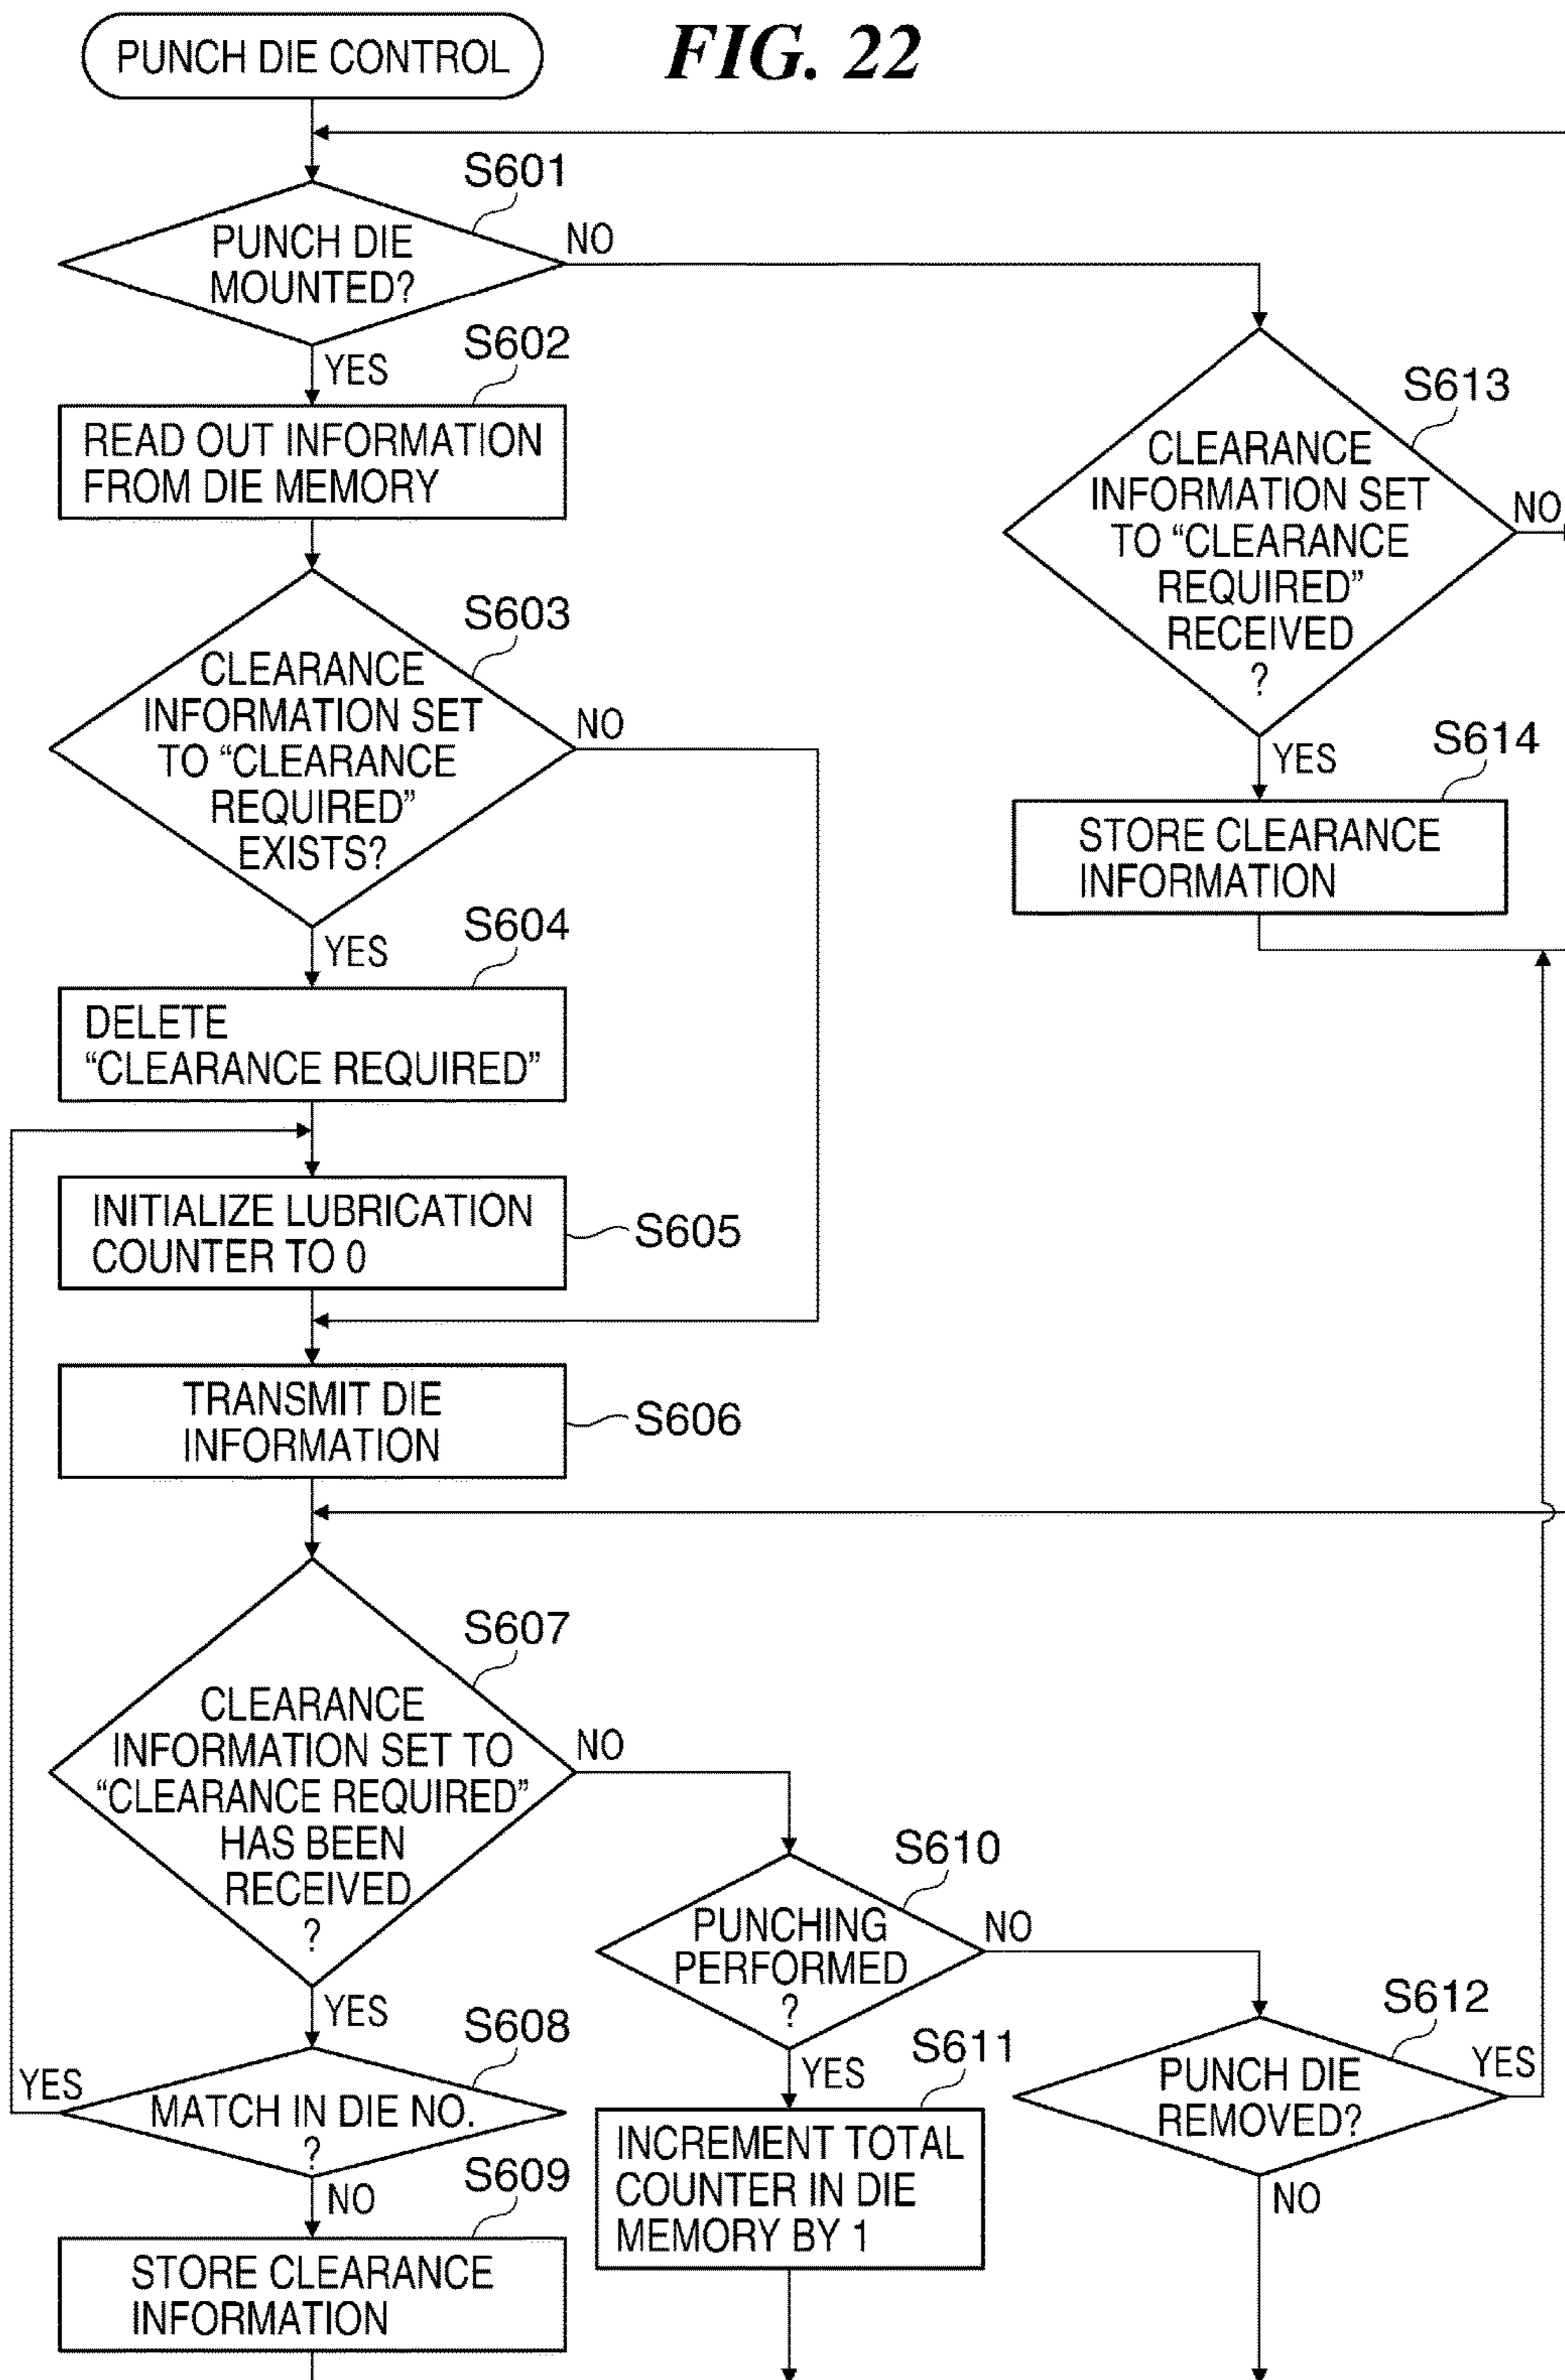 PUNCH DIE CONTROL
FIG. 22
S601
PUNCH DIE
MOUNTED?
NO
YES
S602
READ OUT INFORMATION
FROM DIE MEMORY
S603
CLEARANCE
INFORMATION SET
TO “CLEARANCE
REQUIRED”
EXISTS?
NO
YES
S604
DELETE
“CLEARANCE REQUIRED”
INITIALIZE LUBRICATION
COUNTER TO 0
S605
TRANSMIT DIE
INFORMATION
S606
S607
CLEARANCE
INFORMATION SET TO
“CLEARANCE REQUIRED”
HAS BEEN
RECEIVED
?
NO
YES
S608
YES
MATCH IN DIE NO.
?
NO
S609
STORE CLEARANCE
INFORMATION
S610
PUNCHING
PERFORMED
?
NO
YES
S611
INCREMENT TOTAL
COUNTER IN DIE
MEMORY BY 1
S612
PUNCH DIE
REMOVED?
YES
NO
S613
CLEARANCE
INFORMATION SET
TO “CLEARANCE
REQUIRED”
RECEIVED
?
NO
YES
S614
STORE CLEARANCE
INFORMATION